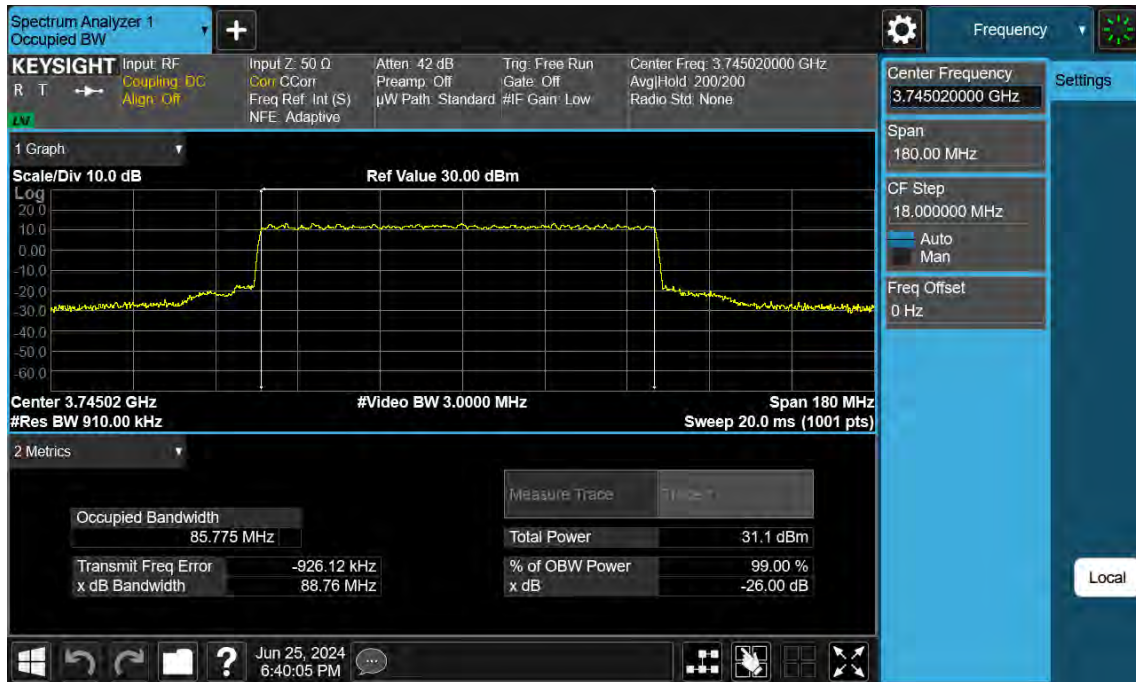 Spectrum Analyzer 1
Occupied BW
Frequency
KEYSIGHT
R T
LXI
Input: RF
Coupling: DC
Align: Off
Input Z: 50 Ω
Corr CCorr
Freq Ref: Int (S)
NFE: Adaptive
Atten: 42 dB
Preamp: Off
µW Path: Standard
Trig: Free Run
Gate: Off
#IF Gain: Low
Center Freq: 3.745020000 GHz
Avg|Hold: 200/200
Radio Std: None
Center Frequency
3.745020000 GHz
Settings
Span
180.00 MHz
CF Step
18.000000 MHz
Auto
Man
Freq Offset
0 Hz
Local
1 Graph
Scale/Div 10.0 dB
Ref Value 30.00 dBm
Log
20.0
10.0
0.00
-10.0
-20.0
-30.0
-40.0
-50.0
-60.0
Center 3.74502 GHz
#Video BW 3.0000 MHz
Span 180 MHz
#Res BW 910.00 kHz
Sweep 20.0 ms (1001 pts)
2 Metrics
Measure Trace
Trace 1
Occupied Bandwidth
85.775 MHz
Total Power
31.1 dBm
Transmit Freq Error
-926.12 kHz
% of OBW Power
99.00 %
x dB Bandwidth
88.76 MHz
x dB
-26.00 dB
?
Jun 25, 2024
6:40:05 PM